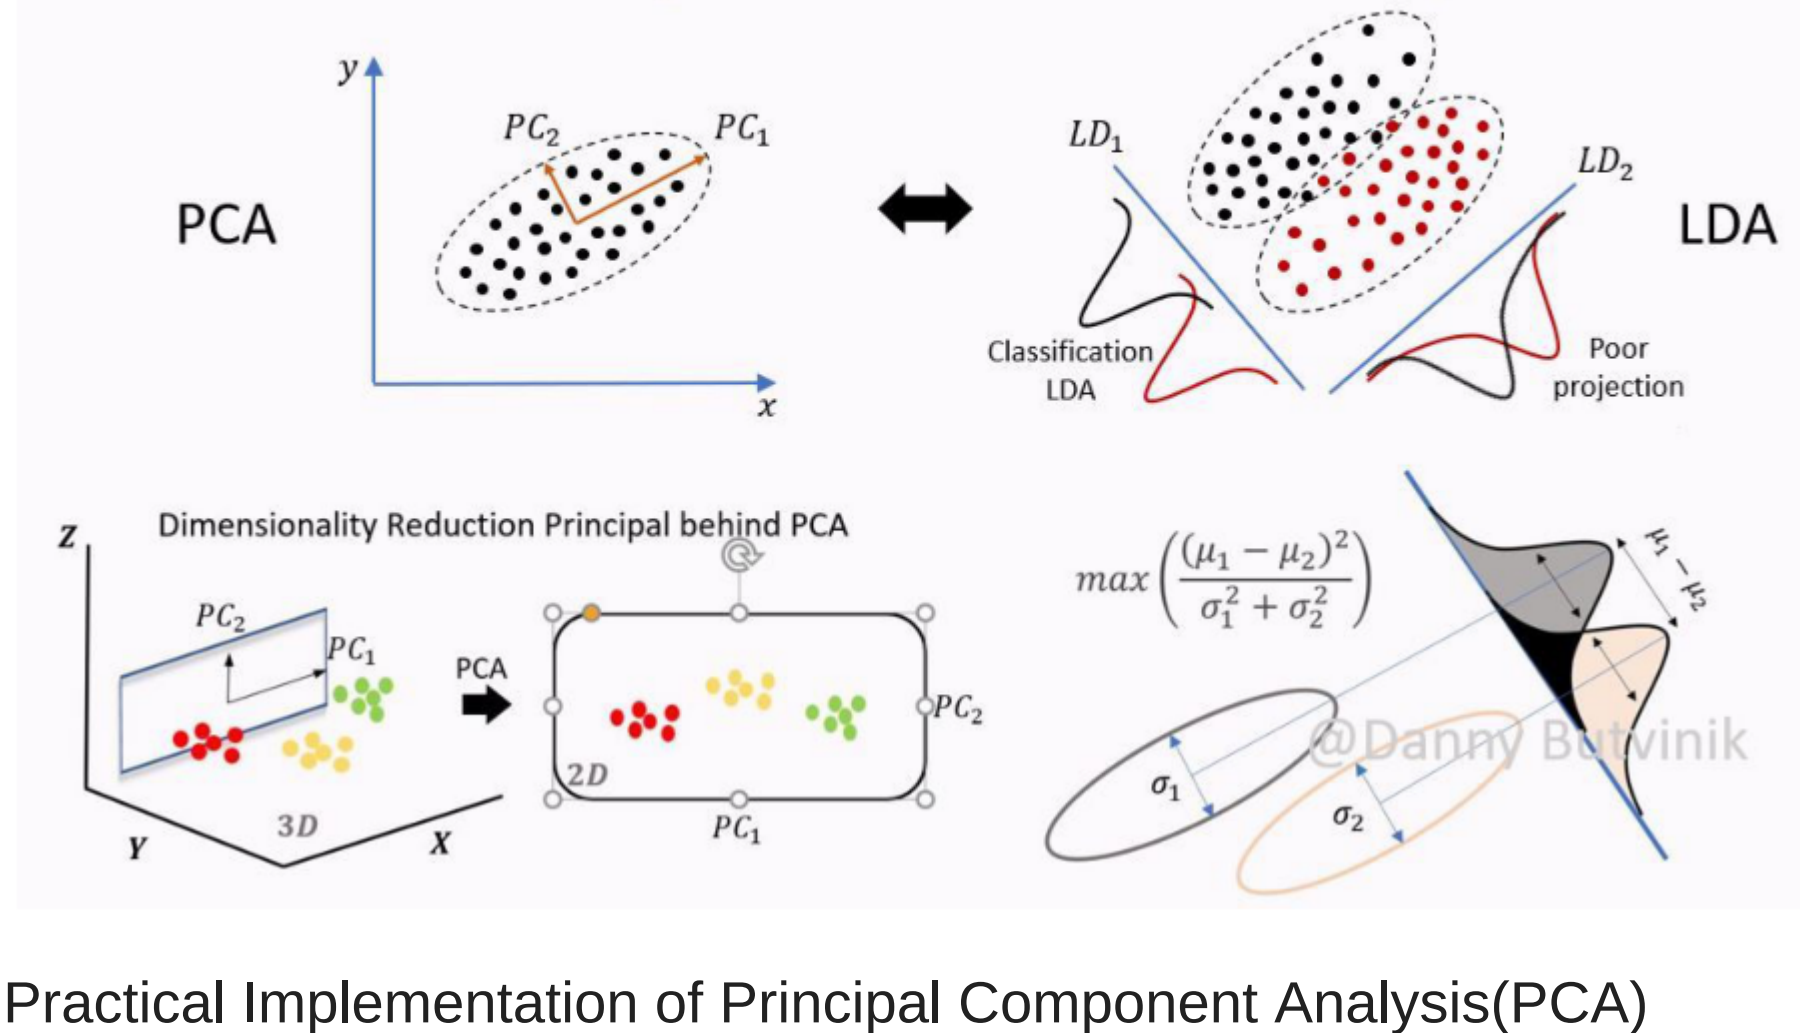 PCA
y
PC₂
PC₁
x
LD₁
LD₂
LDA
Classification
LDA
Poor
projection
Dimensionality Reduction Principal behind PCA
Z
PC₂
PC₁
3D
Y
X
PCA
2D
PC₂
PC₁
max((μ₁ − μ₂)² / (σ₁² + σ₂²))
μ₁ − μ₂
σ₁
σ₂
@Danny Butvinik
Practical Implementation of Principal Component Analysis(PCA)